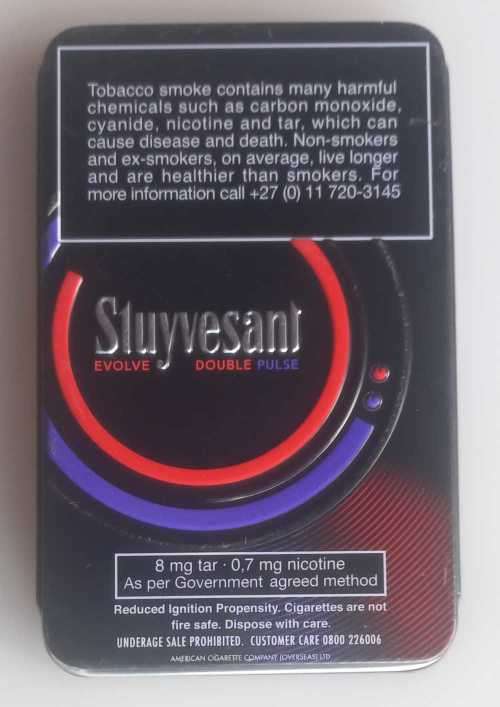 Tobacco smoke contains many harmful
chemicals such as carbon monoxide,
cyanide, nicotine and tar, which can
cause disease and death. Non-smokers
and ex-smokers, on average, live longer
and are healthier than smokers. For
more information call +27 (0) 11 720-3145
Stuyvesant
EVOLVE DOUBLE PULSE
8 mg tar · 0,7 mg nicotine
As per Government agreed method
Reduced Ignition Propensity. Cigarettes are not
fire safe. Dispose with care.
UNDERAGE SALE PROHIBITED. CUSTOMER CARE 0800 226006
AMERICAN CIGARETTE COMPANY (OVERSEAS) LTD